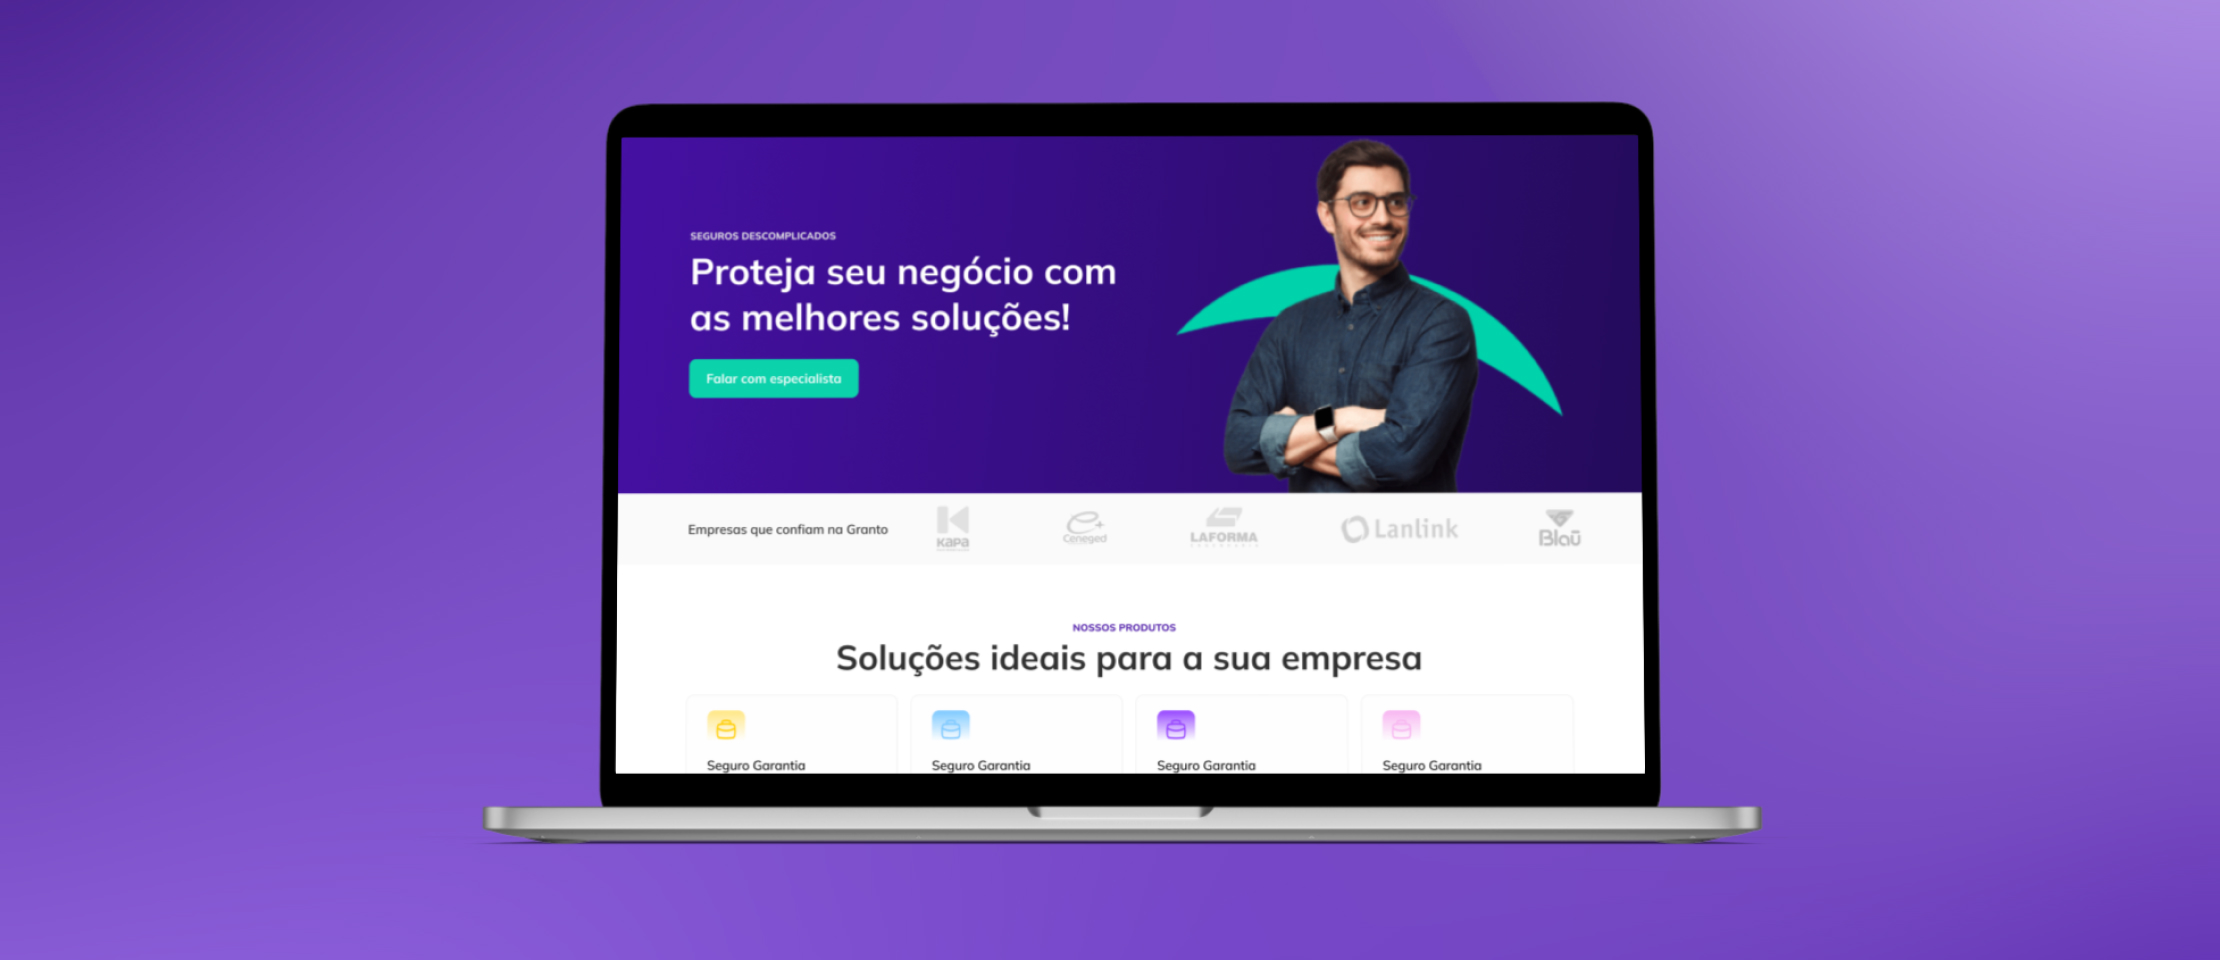 SEGUROS DESCOMPLICADOS
Proteja seu negócio com
as melhores soluções!
Falar com especialista
Empresas que confiam na Granto
KAPA
Ceneged
LAFORMA
Lanlink
Blaū
NOSSOS PRODUTOS
Soluções ideais para a sua empresa
Seguro Garantia
Seguro Garantia
Seguro Garantia
Seguro Garantia